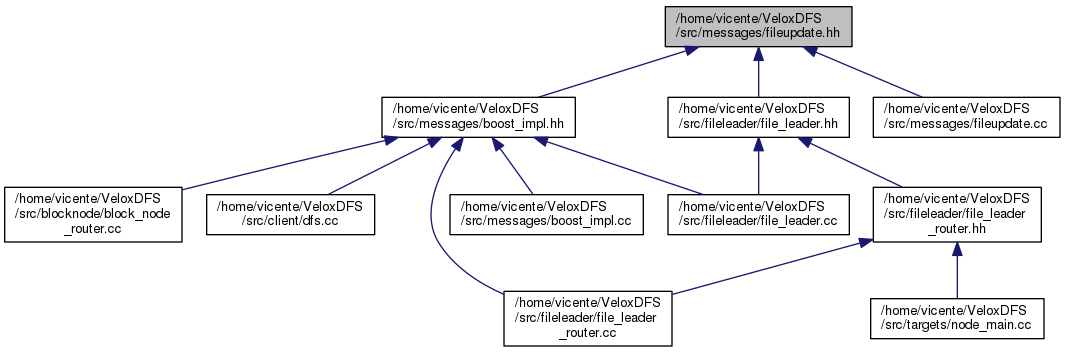 /home/vicente/VeloxDFS
/src/messages/fileupdate.hh
/home/vicente/VeloxDFS
/src/messages/boost_impl.hh
/home/vicente/VeloxDFS
/src/fileleader/file_leader.hh
/home/vicente/VeloxDFS
/src/messages/fileupdate.cc
/home/vicente/VeloxDFS
/src/blocknode/block_node
_router.cc
/home/vicente/VeloxDFS
/src/client/dfs.cc
/home/vicente/VeloxDFS
/src/messages/boost_impl.cc
/home/vicente/VeloxDFS
/src/fileleader/file_leader.cc
/home/vicente/VeloxDFS
/src/fileleader/file_leader
_router.hh
/home/vicente/VeloxDFS
/src/fileleader/file_leader
_router.cc
/home/vicente/VeloxDFS
/src/targets/node_main.cc